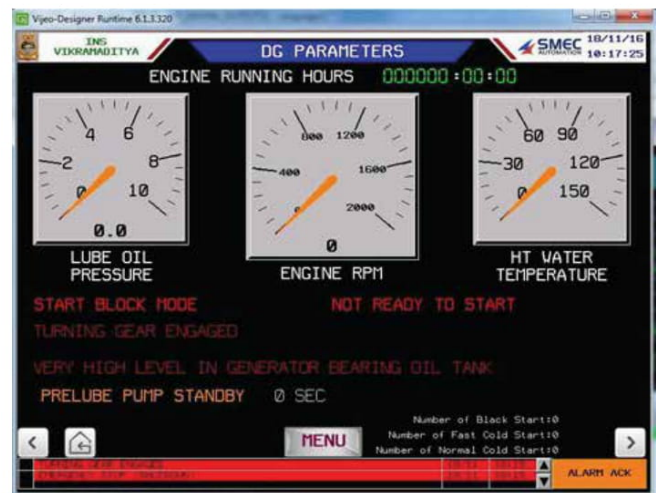 Vijeo-Designer Runtime 6.1.3.320
INS
VIKRAMADITYA
DG PARAMETERS
SMEC
AUTOMATION
18/11/16
10:17:25
ENGINE RUNNING HOURS 000000:00:00
0 2 4 6 8 10
0.0
LUBE OIL
PRESSURE
0 400 800 1200 1600 2000
0
ENGINE RPM
0 30 60 90 120 150
HT WATER
TEMPERATURE
START BLOCK MODE
NOT READY TO START
TURNING GEAR ENGAGED
VERY HIGH LEVEL IN GENERATOR BEARING OIL TANK
PRELUBE PUMP STANDBY 0 SEC
Number of Black Start:0
Number of Fast Cold Start:0
Number of Normal Cold Start:0
MENU
TURNING GEAR ENGAGED
ALARM ACK